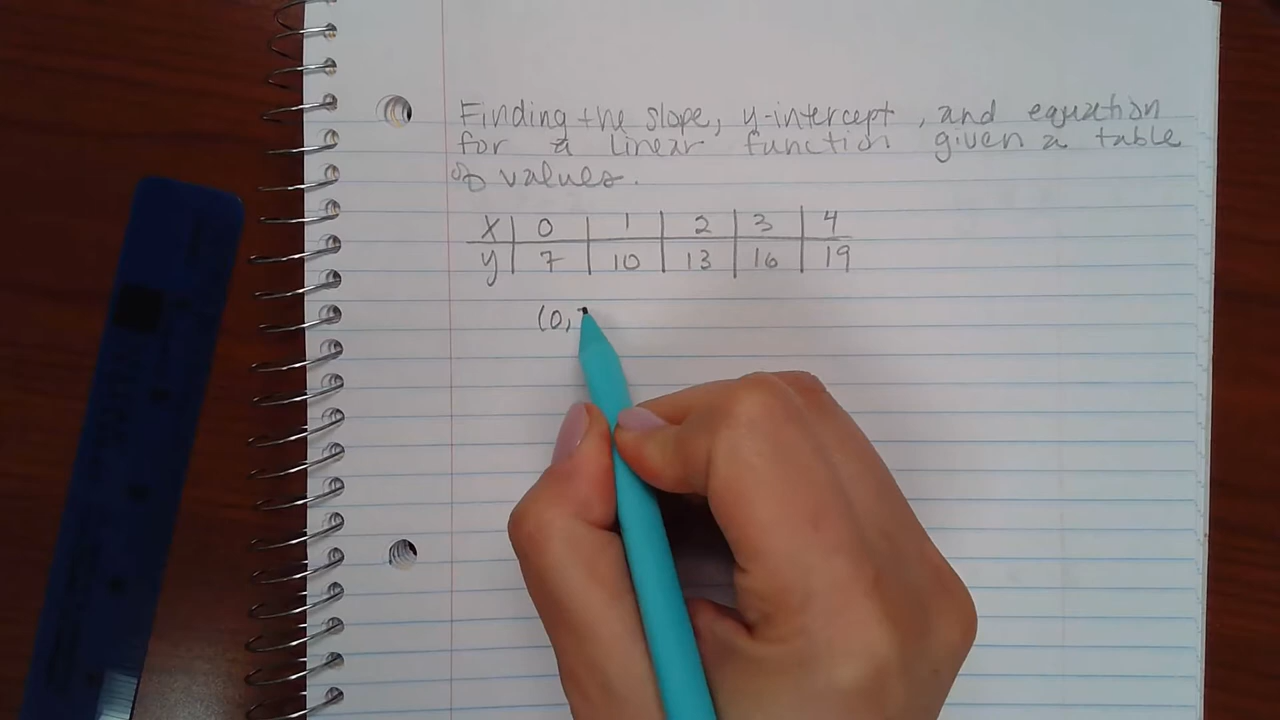 Finding the slope, y-intercept, and equation
for a linear function given a table
of values.
x | 0 | 1 | 2 | 3 | 4
y | 7 | 10 | 13 | 16 | 19
(0,